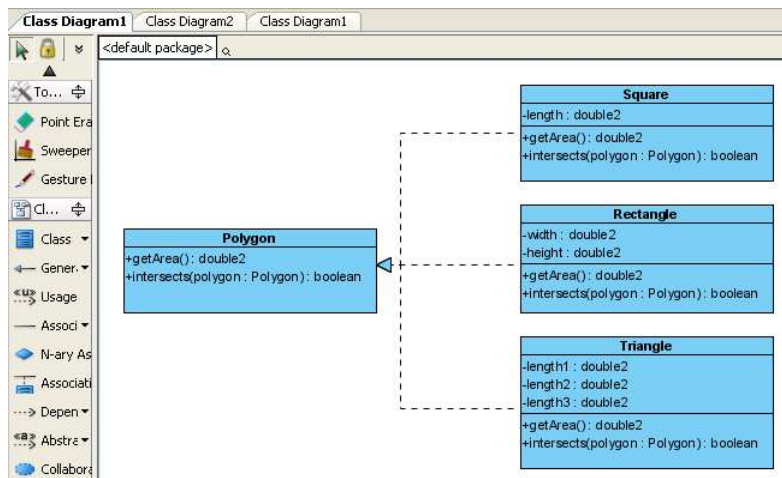 Class Diagram1 Class Diagram2 Class Diagram1
<default package>
To...
Point Era
Sweeper
Gesture
Cl...
Class
Gener.
<<U>> Usage
Associ
N-ary As
Associati
Depen
<<a>> Abstra
Collabora
Polygon
+getArea() : double2
+intersects(polygon : Polygon) : boolean
Square
-length : double2
+getArea() : double2
+intersects(polygon : Polygon) : boolean
Rectangle
-width : double2
-height : double2
+getArea() : double2
+intersects(polygon : Polygon) : boolean
Triangle
-length1 : double2
-length2 : double2
-length3 : double2
+getArea() : double2
+intersects(polygon : Polygon) : boolean